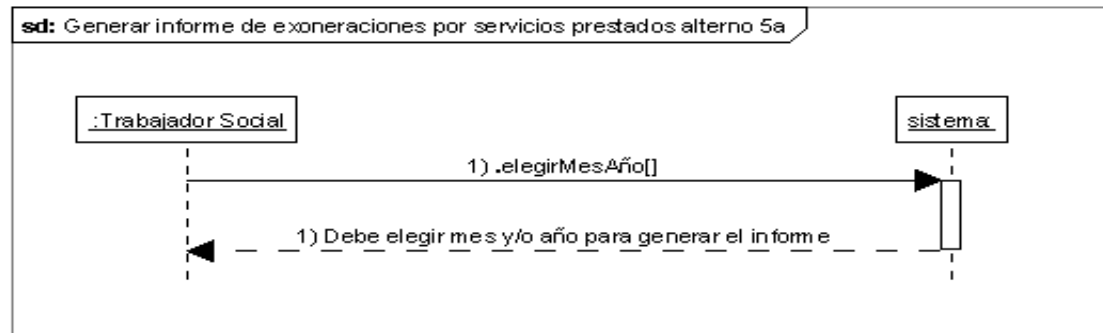 sd: Generar informe de exoneraciones por servicios prestados alterno 5a
:Trabajador Social
sistema:
1) .elegirMesAño[]
1) Debe elegir mes y/o año para generar el informe